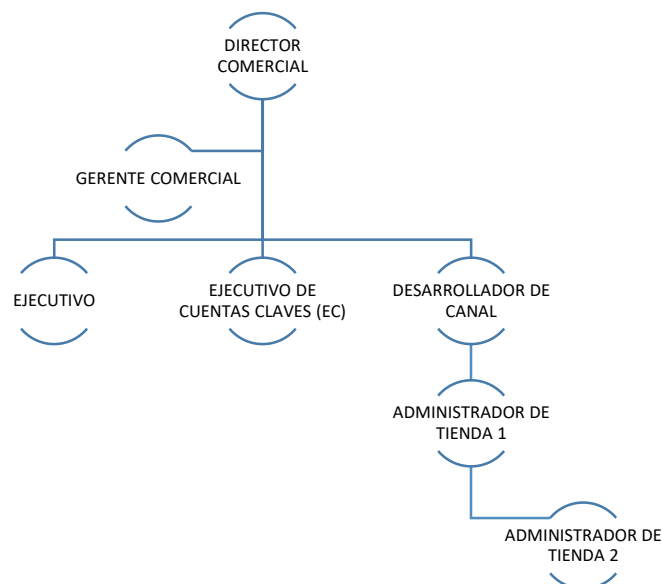 DIRECTOR
COMERCIAL
GERENTE COMERCIAL
EJECUTIVO
EJECUTIVO DE
CUENTAS CLAVES (EC)
DESARROLLADOR DE
CANAL
ADMINISTRADOR DE
TIENDA 1
ADMINISTRADOR DE
TIENDA 2